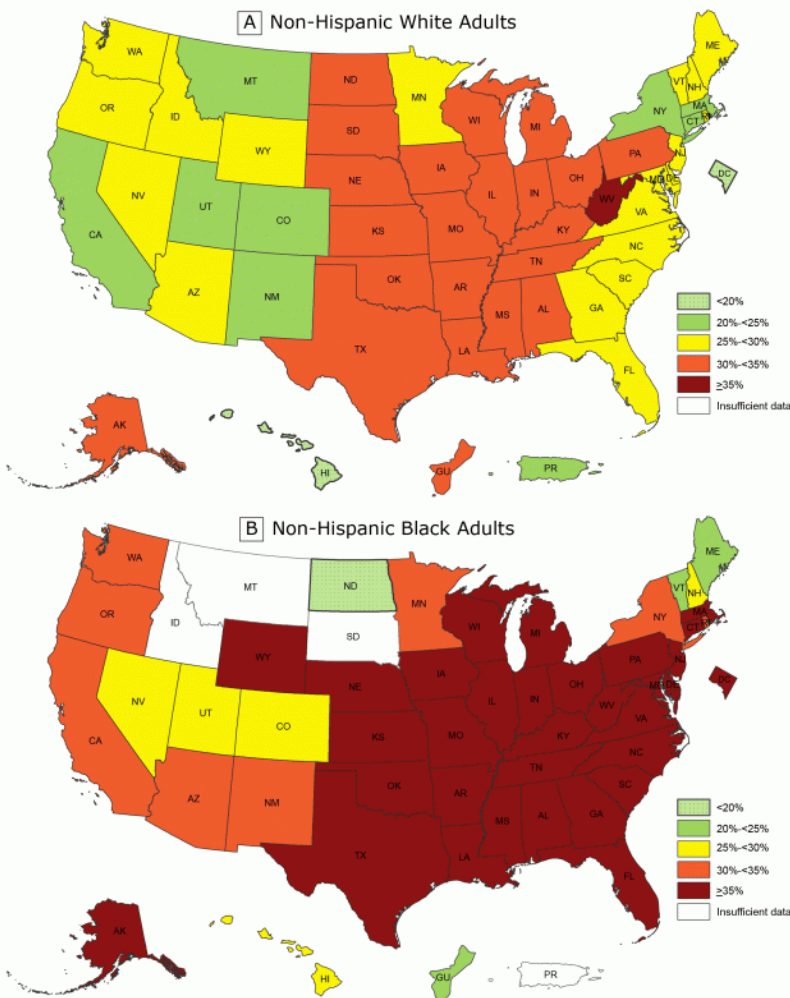 A Non-Hispanic White Adults
WA
MT
ND
MN
ME
OR
ID
SD
WI
MI
VT
NH
NY
MA
CT
WY
IA
PA
NJ
NV
NE
IL
IN
OH
DC
UT
CO
WV
MD
DE
CA
KS
MO
KY
VA
AZ
NM
OK
AR
TN
NC
SC
MS
AL
GA
TX
LA
FL
AK
HI
GU
PR
<20%
20%-<25%
25%-<30%
30%-<35%
≥35%
Insufficient data
B Non-Hispanic Black Adults
WA
MT
ND
MN
ME
OR
ID
SD
WI
MI
VT
NH
NY
MA
CT
WY
IA
PA
NJ
NV
NE
IL
IN
OH
DC
UT
CO
WV
DE
CA
KS
MO
KY
VA
AZ
NM
OK
AR
TN
NC
SC
MS
AL
GA
TX
LA
FL
AK
HI
GU
PR
<20%
20%-<25%
25%-<30%
30%-<35%
≥35%
Insufficient data